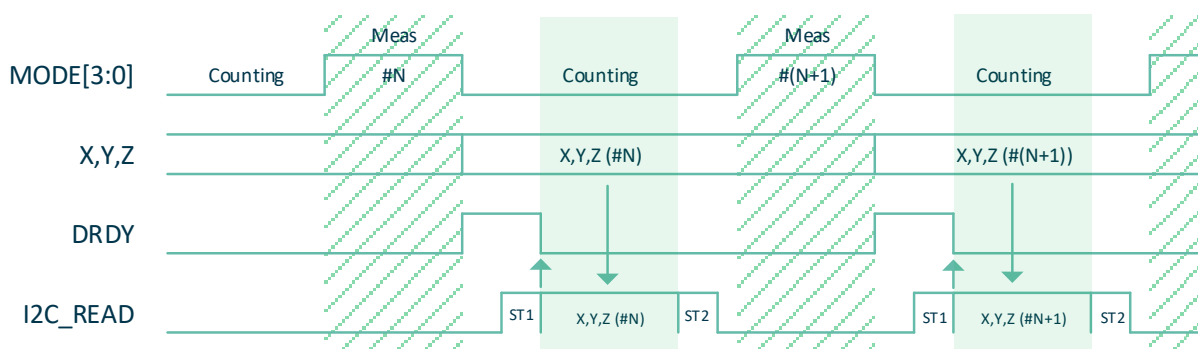 Meas
Meas
MODE[3:0]
Counting
#N
Counting
#(N+1)
Counting
X,Y,Z
X,Y,Z (#N)
X,Y,Z (#(N+1))
DRDY
I2C_READ
ST1
X,Y,Z (#N)
ST2
ST1
X,Y,Z (#N+1)
ST2